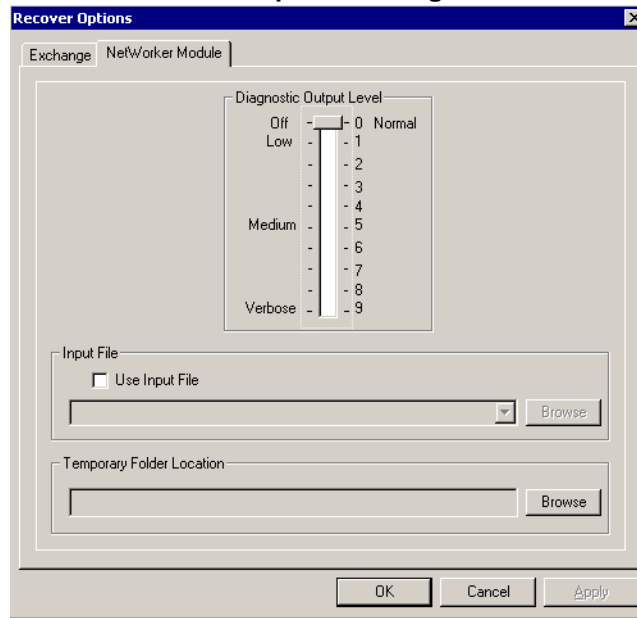 Recover Options
Exchange NetWorker Module
Diagnostic Output Level
Off 0 Normal
Low 1
2
3
4
Medium 5
6
7
8
Verbose 9
Input File
Use Input File
Browse
Temporary Folder Location
Browse
OK Cancel Apply